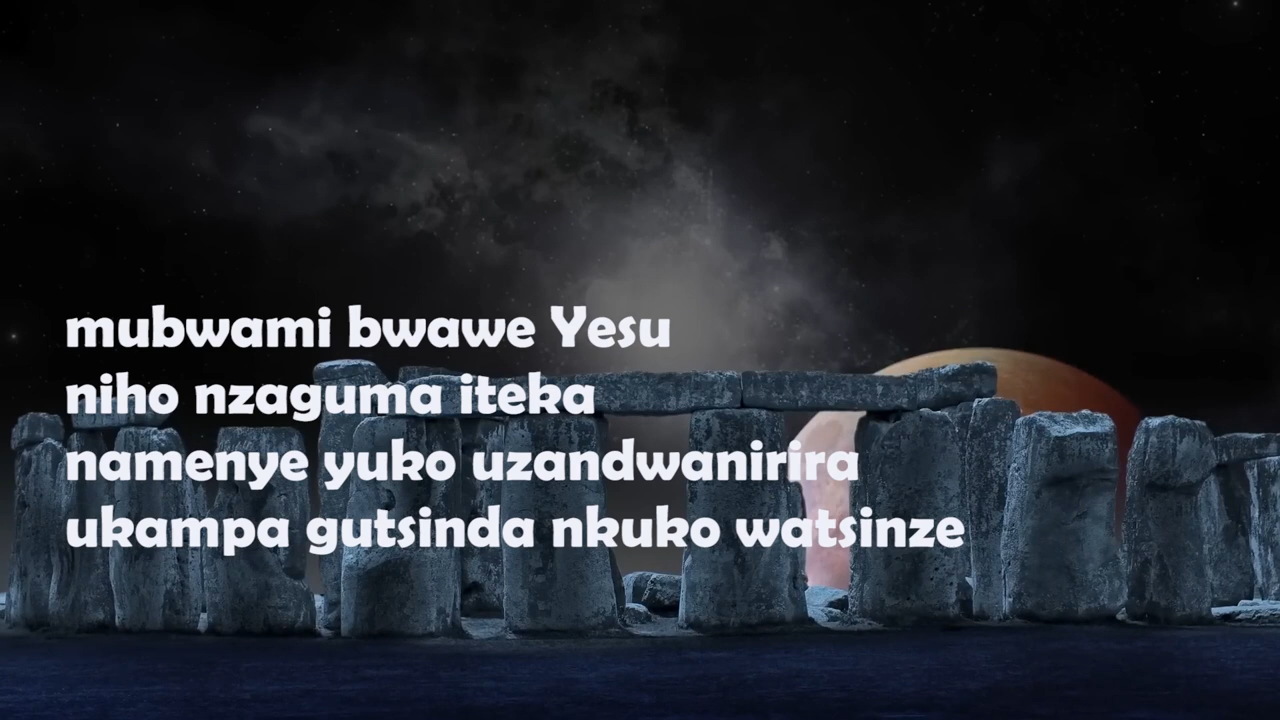 mubwami bwawe Yesu
niho nzaguma iteka
namenye yuko uzandwanirira
ukampa gutsinda nkuko watsinze